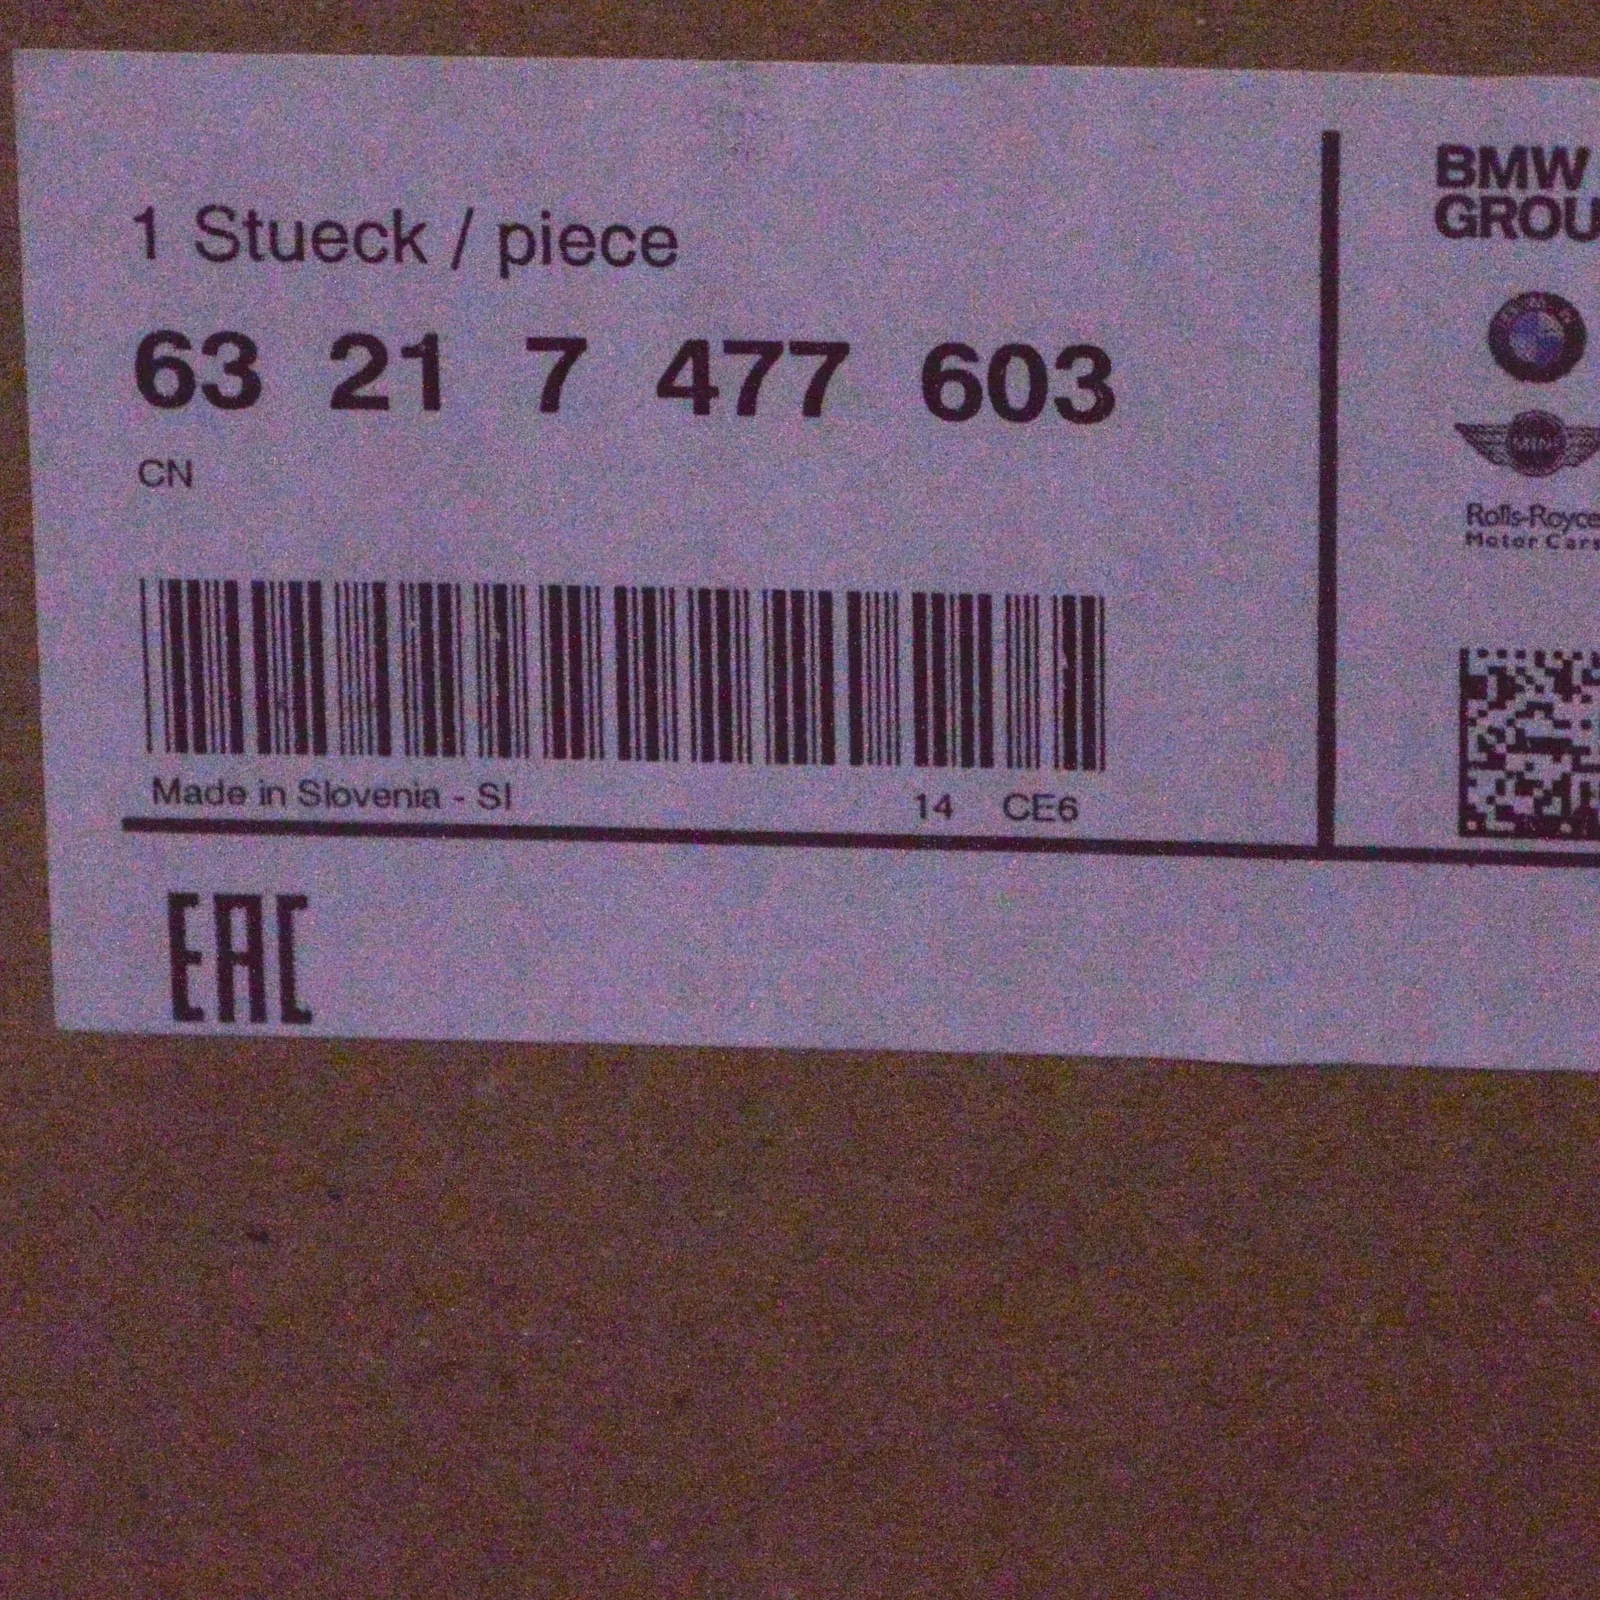 1 Stueck / piece
63 21 7 477 603
CN
Made in Slovenia - SI
14 CE6
EAC
BMW
GROU
MINI
Rolls-Royce
Motor Cars